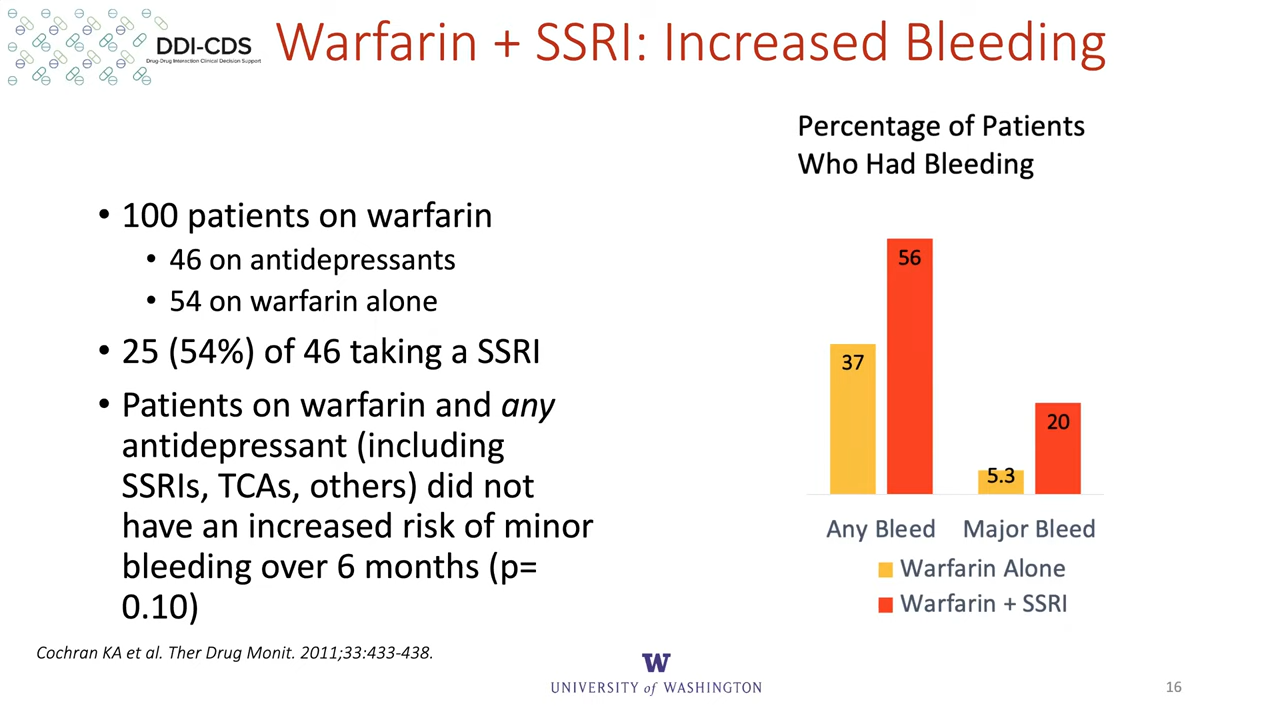 DDI-CDS
Drug-Drug Interaction Clinical Decision Support
Warfarin + SSRI: Increased Bleeding
• 100 patients on warfarin
• 46 on antidepressants
• 54 on warfarin alone
• 25 (54%) of 46 taking a SSRI
• Patients on warfarin and any
antidepressant (including
SSRIs, TCAs, others) did not
have an increased risk of minor
bleeding over 6 months (p=
0.10)
Percentage of Patients
Who Had Bleeding
37
56
5.3
20
Any Bleed
Major Bleed
Warfarin Alone
Warfarin + SSRI
Cochran KA et al. Ther Drug Monit. 2011;33:433-438.
W
UNIVERSITY of WASHINGTON
16